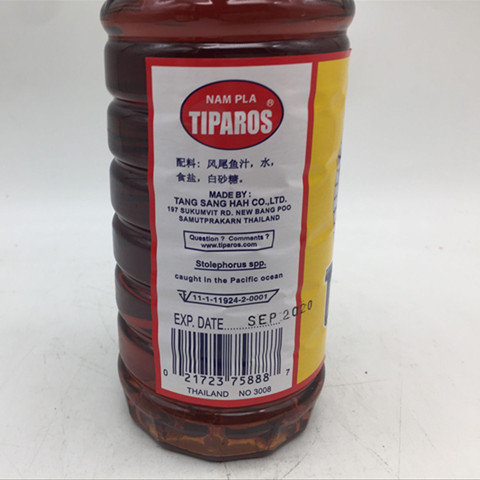 NAM PLA
TIPAROS®
配料：风尾鱼汁，水，
食盐，白砂糖。
MADE BY :
TANG SANG HAH CO.,LTD.
197 SUKUMVIT RD. NEW BANG POO
SAMUTPRAKARN THAILAND
Question ? Comments ?
www.tiparos.com
Stolephorus spp.
caught in the Pacific ocean
11-1-11924-2-0001
EXP. DATE SEP 2020
0 21723 75888 7
THAILAND NO 3008